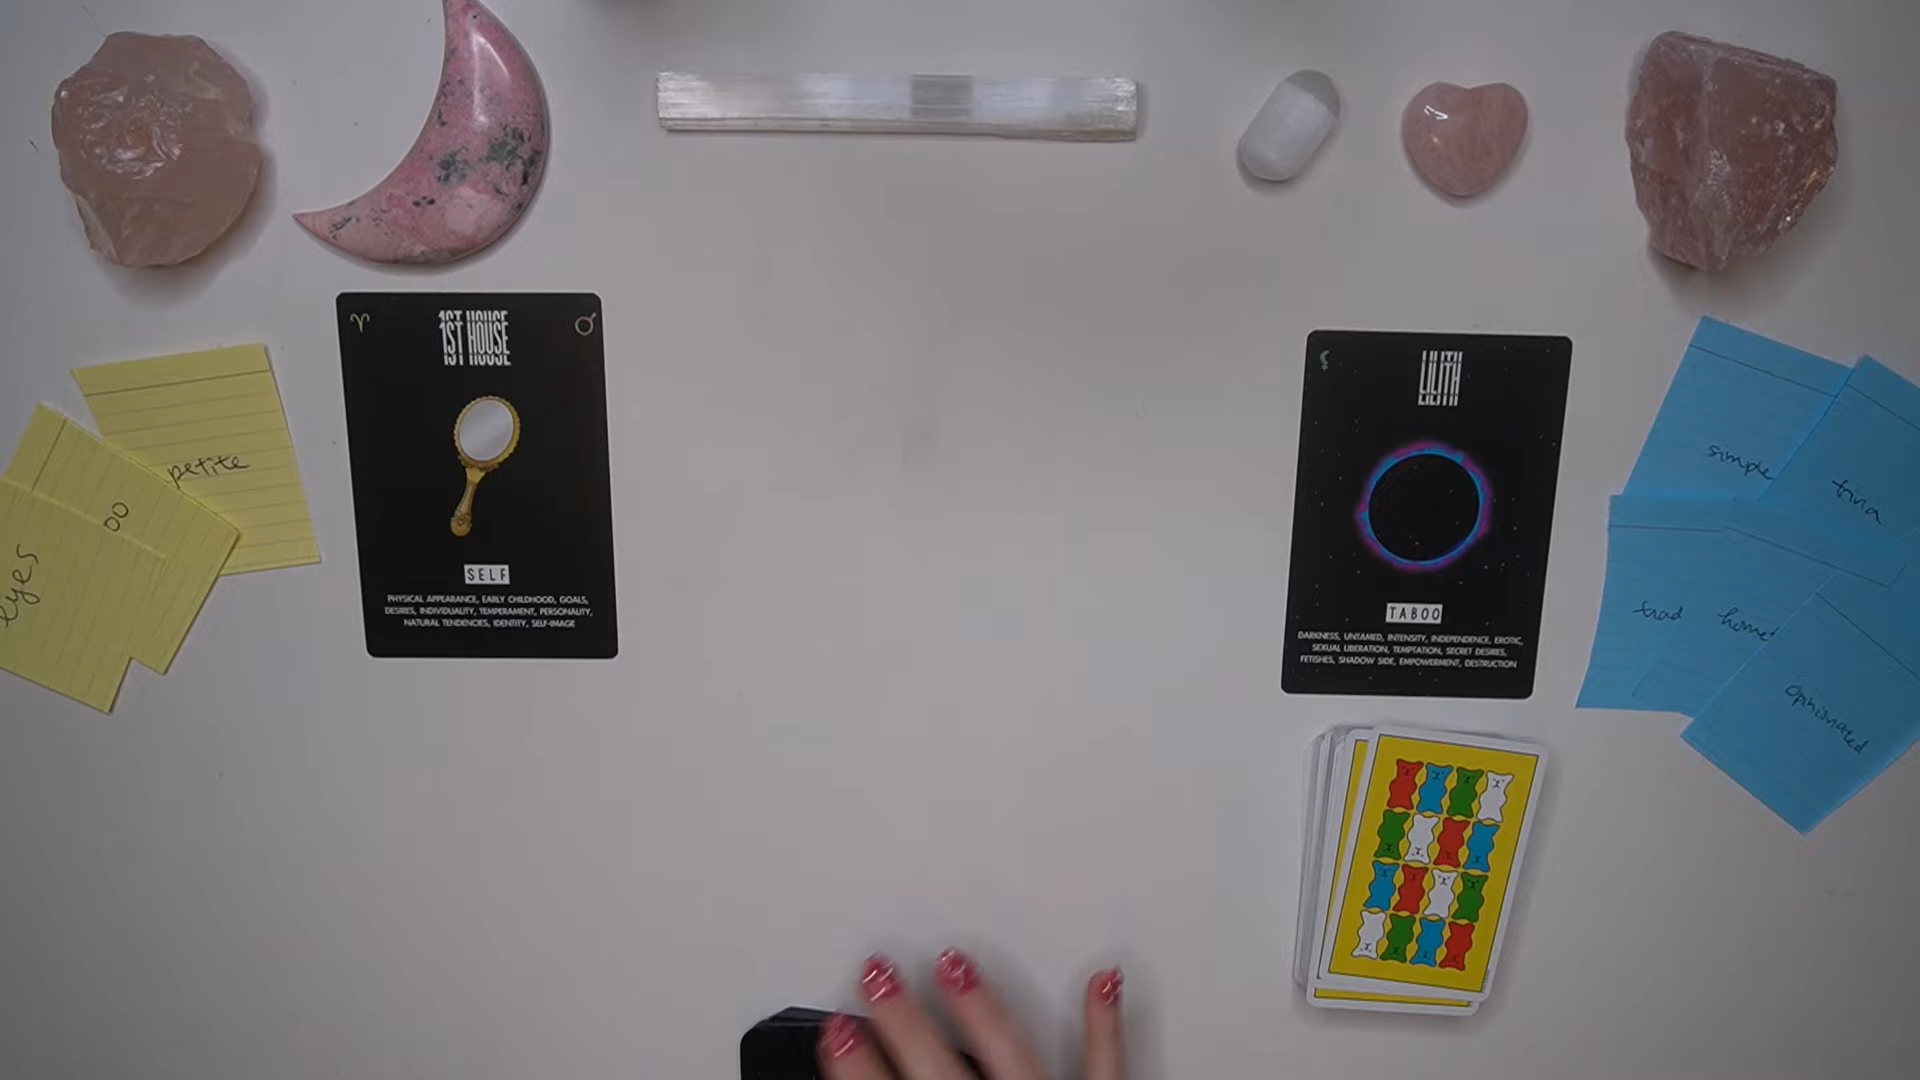 1ST HOUSE
SELF
PHYSICAL APPEARANCE, EARLY CHILDHOOD, GOALS,
DESIRES, INDIVIDUALITY, TEMPERAMENT, PERSONALITY,
NATURAL TENDENCIES, IDENTITY, SELF-IMAGE
LILITH
TABOO
DARKNESS, UNTAMED, INTENSITY, INDEPENDENCE, EROTIC,
SEXUAL LIBERATION, TEMPTATION, SECRET DESIRES,
FETISHES, SHADOW SIDE, EMPOWERMENT, DESTRUCTION
petite
oo
eyes
simple
trad
opinionated